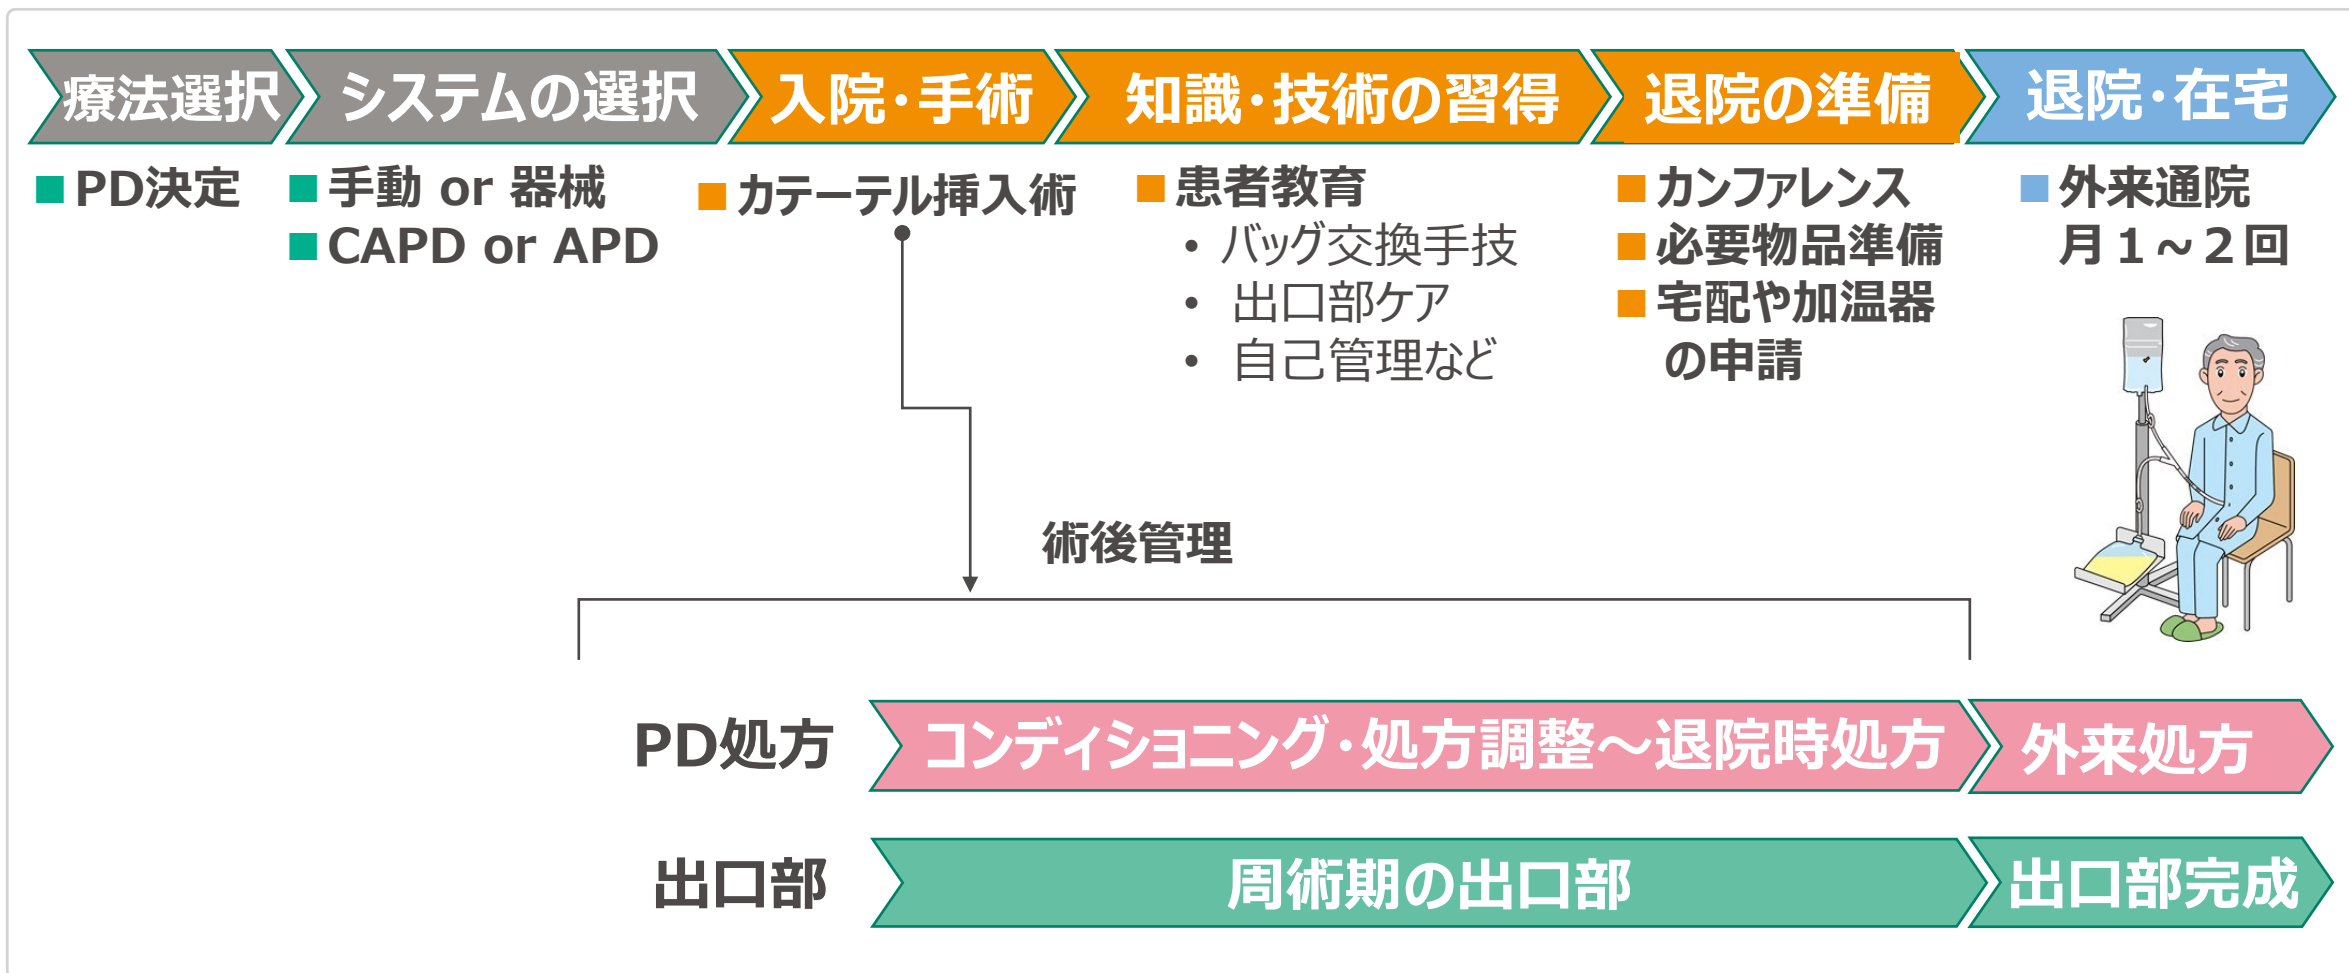 療法選択
システムの選択
入院・手術
知識・技術の習得
退院の準備
退院・在宅
■PD決定
■手動 or 器械
■CAPD or APD
■カテーテル挿入術
■患者教育
• バッグ交換手技
• 出口部ケア
• 自己管理など
■カンファレンス
■必要物品準備
■宅配や加温器
の申請
■外来通院
月１～２回
術後管理
PD処方
コンディショニング・処方調整～退院時処方
外来処方
出口部
周術期の出口部
出口部完成